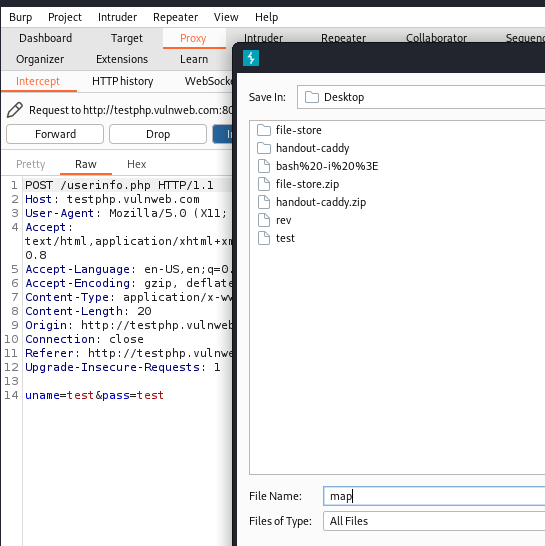 Burp Project Intruder Repeater View Help
Dashboard Target Proxy Intruder Repeater Collaborator
Organizer Extensions Learn
Intercept HTTP history
Request to http://testphp.vulnweb.com:80
Forward Drop
Pretty Raw Hex
1 POST /userinfo.php HTTP/1.1
2 Host: testphp.vulnweb.com
3 User-Agent: Mozilla/5.0 (X11;
4 Accept:
text/html,application/xhtml+xm
0.8
5 Accept-Language: en-US,en;q=0.
6 Accept-Encoding: gzip, deflate
7 Content-Type: application/x-ww
8 Content-Length: 20
9 Origin: http://testphp.vulnweb
10 Connection: close
11 Referer: http://testphp.vulnwe
12 Upgrade-Insecure-Requests: 1
13
14 uname=test&pass=test
Save In: Desktop
file-store
handout-caddy
bash%20-i%20%3E
file-store.zip
handout-caddy.zip
rev
test
File Name: map
Files of Type: All Files